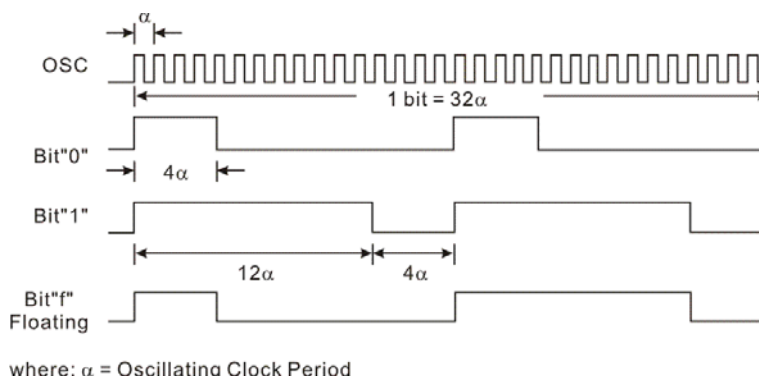 α
OSC
1 bit = 32α
Bit"0"
4α
Bit"1"
12α 4α
Bit"f"
Floating
where: α = Oscillating Clock Period